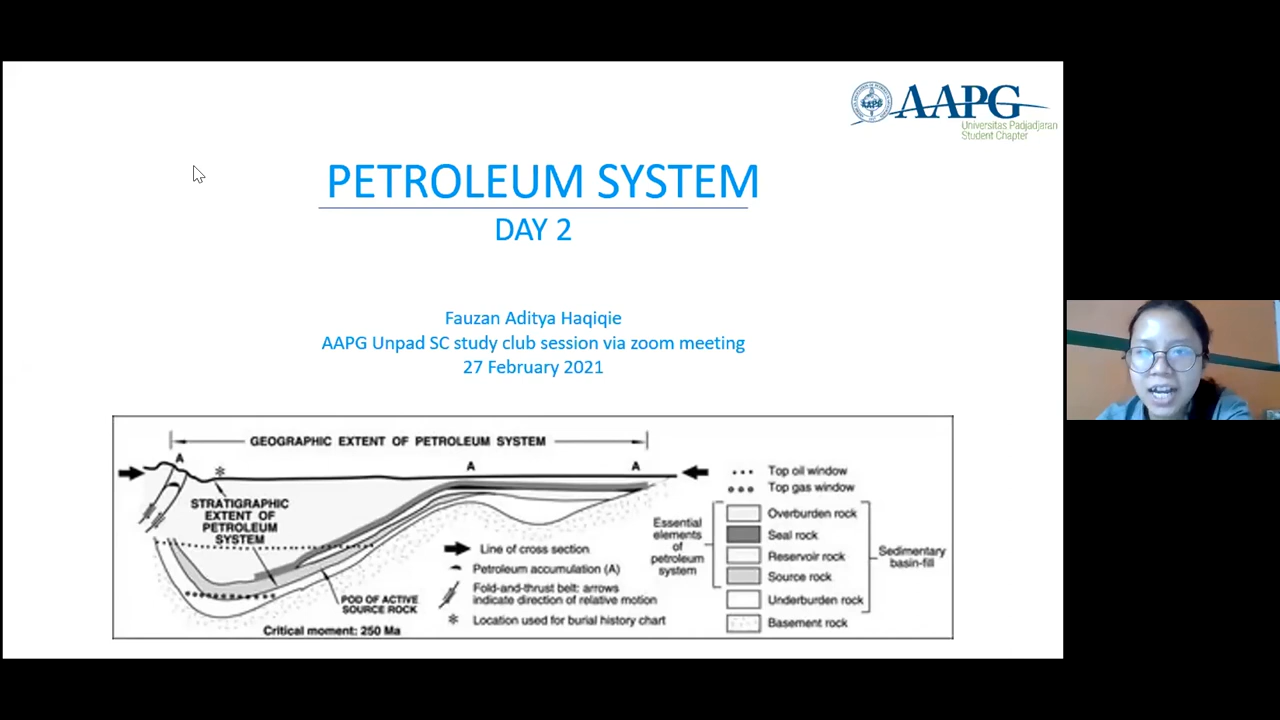 AAPG
Universitas Padjadjaran
Student Chapter
PETROLEUM SYSTEM
DAY 2
Fauzan Aditya Haqiqie
AAPG Unpad SC study club session via zoom meeting
27 February 2021
GEOGRAPHIC EXTENT OF PETROLEUM SYSTEM
A
A
A
STRATIGRAPHIC
EXTENT OF
PETROLEUM
SYSTEM
POD OF ACTIVE
SOURCE ROCK
Critical moment: 250 Ma
Line of cross section
Petroleum accumulation (A)
Fold-and-thrust belt: arrows
indicate direction of relative motion
Location used for burial history chart
Top oil window
Top gas window
Essential
elements
of
petroleum
system
Overburden rock
Seal rock
Reservoir rock
Source rock
Underburden rock
Basement rock
Sedimentary
basin-fill